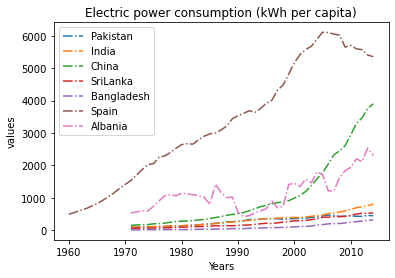 Electric power consumption (kWh per capita)
Pakistan
India
China
SriLanka
Bangladesh
Spain
Albania
values
6000
5000
4000
3000
2000
1000
0
1960
1970
1980
1990
2000
2010
Years